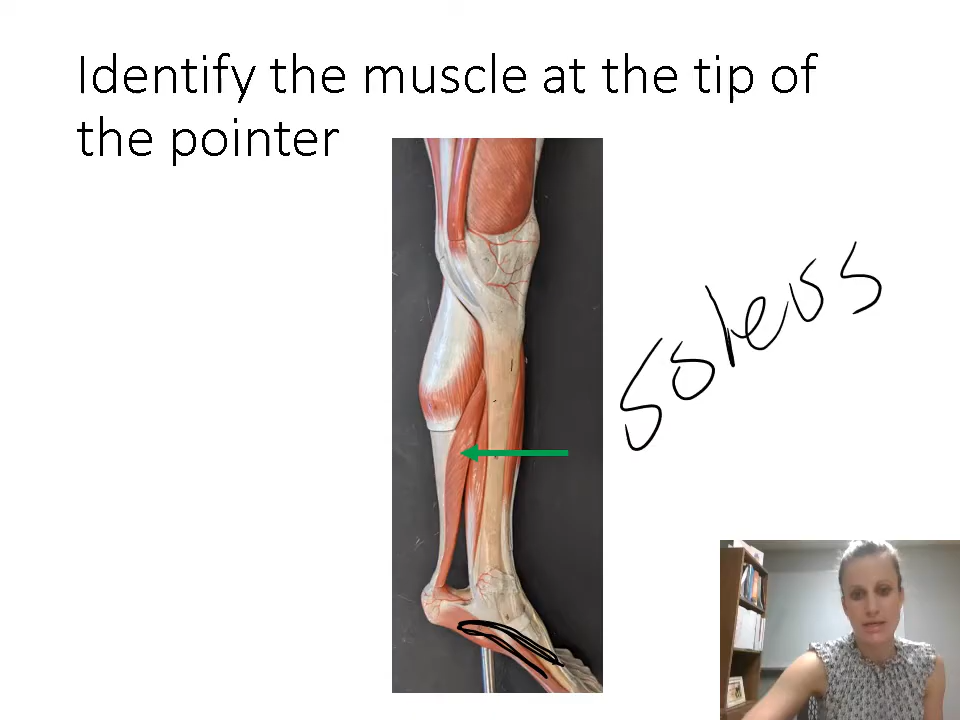 Identify the muscle at the tip of
the pointer
soleus